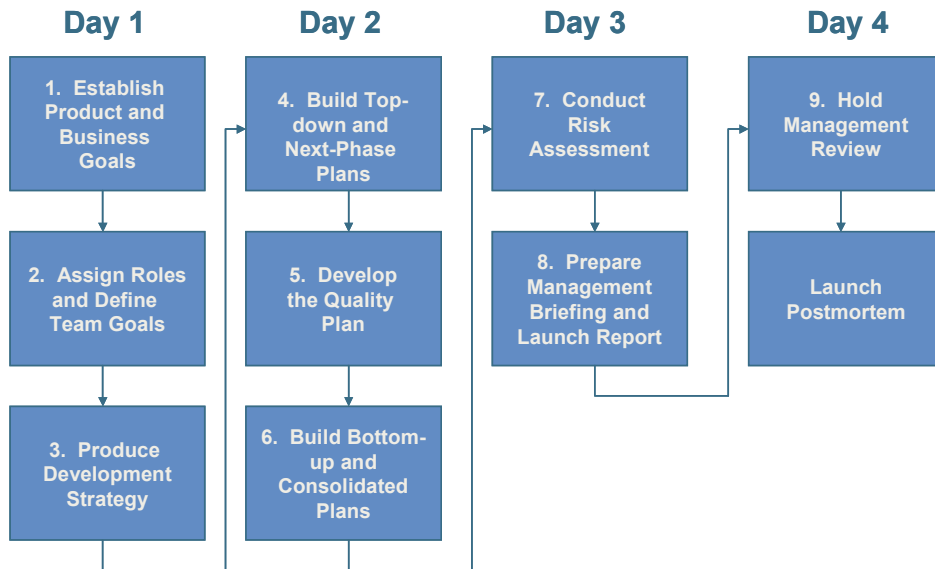 Day 1
1. Establish
Product and
Business
Goals
2. Assign Roles
and Define
Team Goals
3. Produce
Development
Strategy
Day 2
4. Build Top-
down and
Next-Phase
Plans
5. Develop
the Quality
Plan
6. Build Bottom-
up and
Consolidated
Plans
Day 3
7. Conduct
Risk
Assessment
8. Prepare
Management
Briefing and
Launch Report
Day 4
9. Hold
Management
Review
Launch
Postmortem